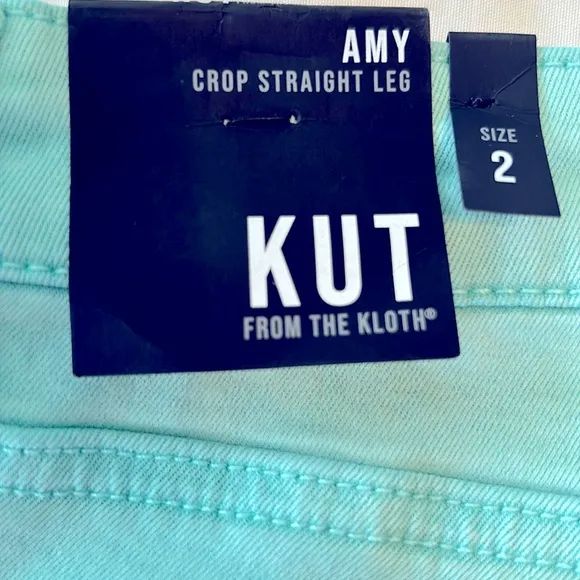 AMY
CROP STRAIGHT LEG
KUT
FROM THE KLOTH®
SIZE
2